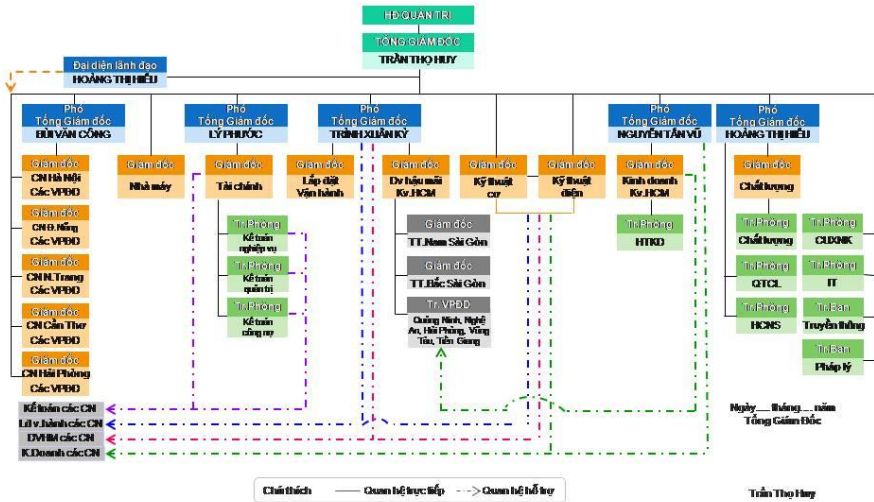 HĐ QUẢN TRỊ
TỔNG GIÁM ĐỐC
TRẦN THỌ HUY
Đại diện lãnh đạo
HOÀNG THỊ HIẾU
Phó
Tổng Giám đốc
BÙI VĂN CÔNG
Phó
Tổng Giám đốc
LÝ PHƯỚC
Phó
Tổng Giám đốc
TRỊNH XUÂN KỲ
Phó
Tổng Giám đốc
NGUYỄN TẤN VŨ
Phó
Tổng Giám đốc
HOÀNG THỊ HIẾU
Giám đốc
CN Hà Nội
Các VPĐD
Giám đốc
Nhà máy
Giám đốc
Tài chánh
Giám đốc
Lắp đặt
Vận hành
Giám đốc
Dv hậu mãi
Kv.HCM
Giám đốc
Kỹ thuật
cơ
Giám đốc
Kỹ thuật
điện
Giám đốc
Kinh doanh
Kv.HCM
Giám đốc
Chất lượng
Giám đốc
CN Đ.Nẵng
Các VPĐD
Giám đốc
CN N.Trang
Các VPĐD
Giám đốc
CN Cần Thơ
Các VPĐD
Giám đốc
CN Hải Phòng
Các VPĐD
Tr.Phòng
Kế toán
nghiệp vụ
Tr.Phòng
Kế toán
quản trị
Tr.Phòng
Kế toán
công nợ
Giám đốc
TT.Nam Sài Gòn
Giám đốc
TT.Bắc Sài Gòn
Tr. VPĐD
Quảng Ninh, Nghệ
An, Hải Phòng, Vũng
Tàu, Tiền Giang
Tr.Phòng
HTKD
Tr.Phòng
Chất lượng
Tr.Phòng
CUXNK
Tr.Phòng
QTCL
Tr.Phòng
IT
Tr.Phòng
HCNS
Tr.Ban
Truyền thông
Tr.Ban
Pháp lý
Kế toán các CN
Lđ v.hành các CN
DVHM các CN
K.Doanh các CN
Ngày__ tháng__ năm
Tổng Giám Đốc
Trần Thọ Huy
Chú thích
Quan hệ trực tiếp
Quan hệ hỗ trợ